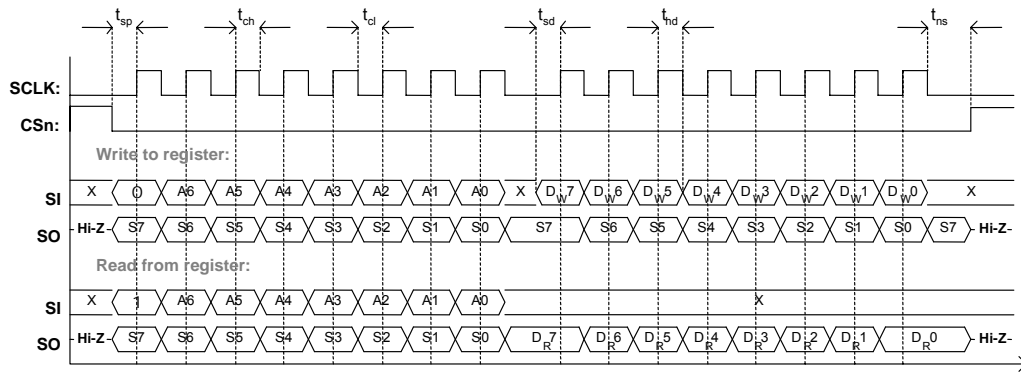 tsp tch tcl tsd thd tns
SCLK:
CSn:
Write to register:
SI X 0 A6 A5 A4 A3 A2 A1 A0 X DW7 DW6 DW5 DW4 DW3 DW2 DW1 DW0 X
SO Hi-Z S7 S6 S5 S4 S3 S2 S1 S0 S7 S6 S5 S4 S3 S2 S1 S0 S7 Hi-Z
Read from register:
SI X 1 A6 A5 A4 A3 A2 A1 A0 X
SO Hi-Z S7 S6 S5 S4 S3 S2 S1 S0 DR7 DR6 DR5 DR4 DR3 DR2 DR1 DR0 Hi-Z